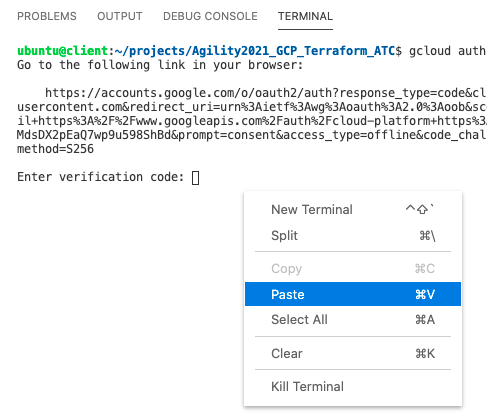 PROBLEMS OUTPUT DEBUG CONSOLE TERMINAL
ubuntu@client:~/projects/Agility2021_GCP_Terraform_ATC$ gcloud auth
Go to the following link in your browser:
https://accounts.google.com/o/oauth2/auth?response_type=code&cl
usercontent.com&redirect_uri=urn%3Aietf%3Awg%3Aoauth%3A2.0%3Aoob&sc
il+https%3A%2F%2Fwww.googleapis.com%2Fauth%2Fcloud-platform+https%3
MdsDX2pEaQ7wp9u598ShBd&prompt=consent&access_type=offline&code_chal
method=S256
Enter verification code:
New Terminal ^⇧`
Split ⌘\
Copy ⌘C
Paste ⌘V
Select All ⌘A
Clear ⌘K
Kill Terminal